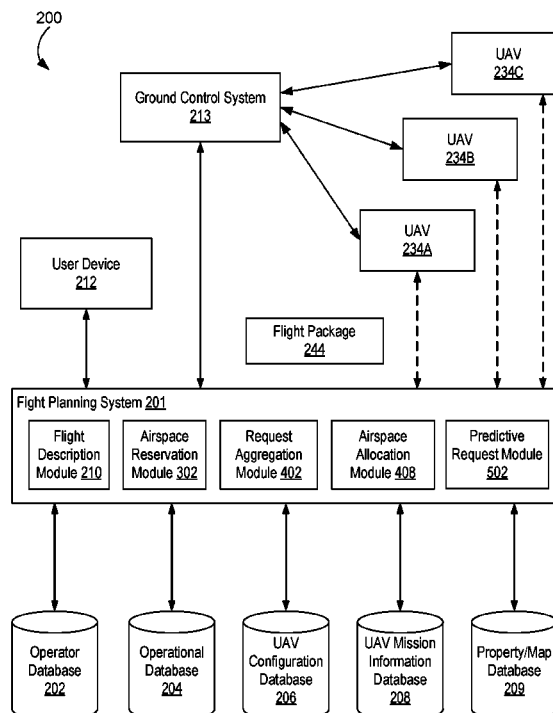 200
UAV
234C
Ground Control System
213
UAV
234B
UAV
234A
User Device
212
Flight Package
244
Fight Planning System 201
Flight
Description
Module 210
Airspace
Reservation
Module 302
Request
Aggregation
Module 402
Airspace
Allocation
Module 408
Predictive
Request Module
502
Operator
Database
202
Operational
Database
204
UAV
Configuration
Database
206
UAV Mission
Information
Database
208
Property/Map
Database
209